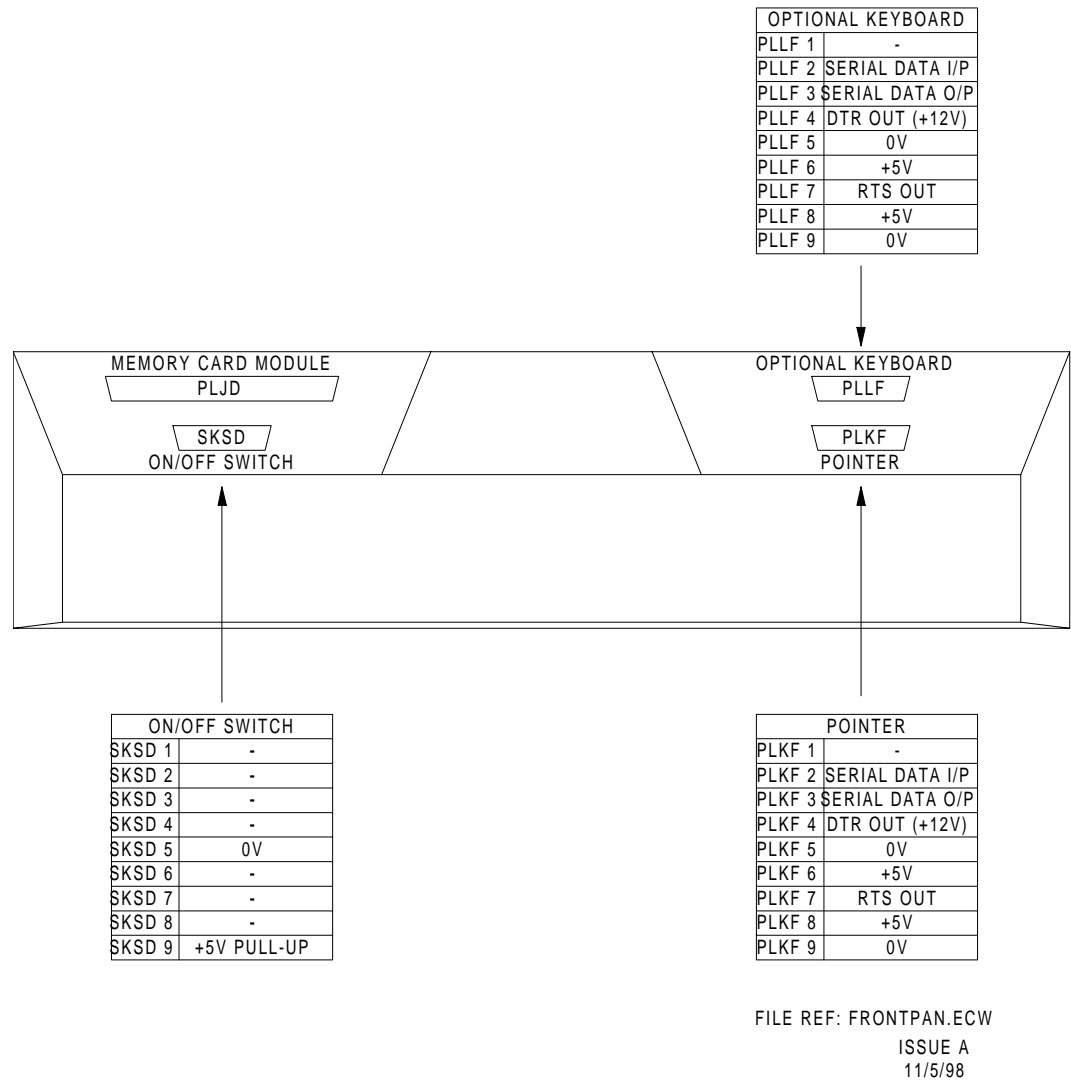 OPTIONAL KEYBOARD
PLLF 1 -
PLLF 2 SERIAL DATA I/P
PLLF 3 SERIAL DATA O/P
PLLF 4 DTR OUT (+12V)
PLLF 5 0V
PLLF 6 +5V
PLLF 7 RTS OUT
PLLF 8 +5V
PLLF 9 0V
MEMORY CARD MODULE
PLJD
SKSD
ON/OFF SWITCH
OPTIONAL KEYBOARD
PLLF
PLKF
POINTER
ON/OFF SWITCH
SKSD 1 -
SKSD 2 -
SKSD 3 -
SKSD 4 -
SKSD 5 0V
SKSD 6 -
SKSD 7 -
SKSD 8 -
SKSD 9 +5V PULL-UP
POINTER
PLKF 1 -
PLKF 2 SERIAL DATA I/P
PLKF 3 SERIAL DATA O/P
PLKF 4 DTR OUT (+12V)
PLKF 5 0V
PLKF 6 +5V
PLKF 7 RTS OUT
PLKF 8 +5V
PLKF 9 0V
FILE REF: FRONTPAN.ECW
ISSUE A
11/5/98